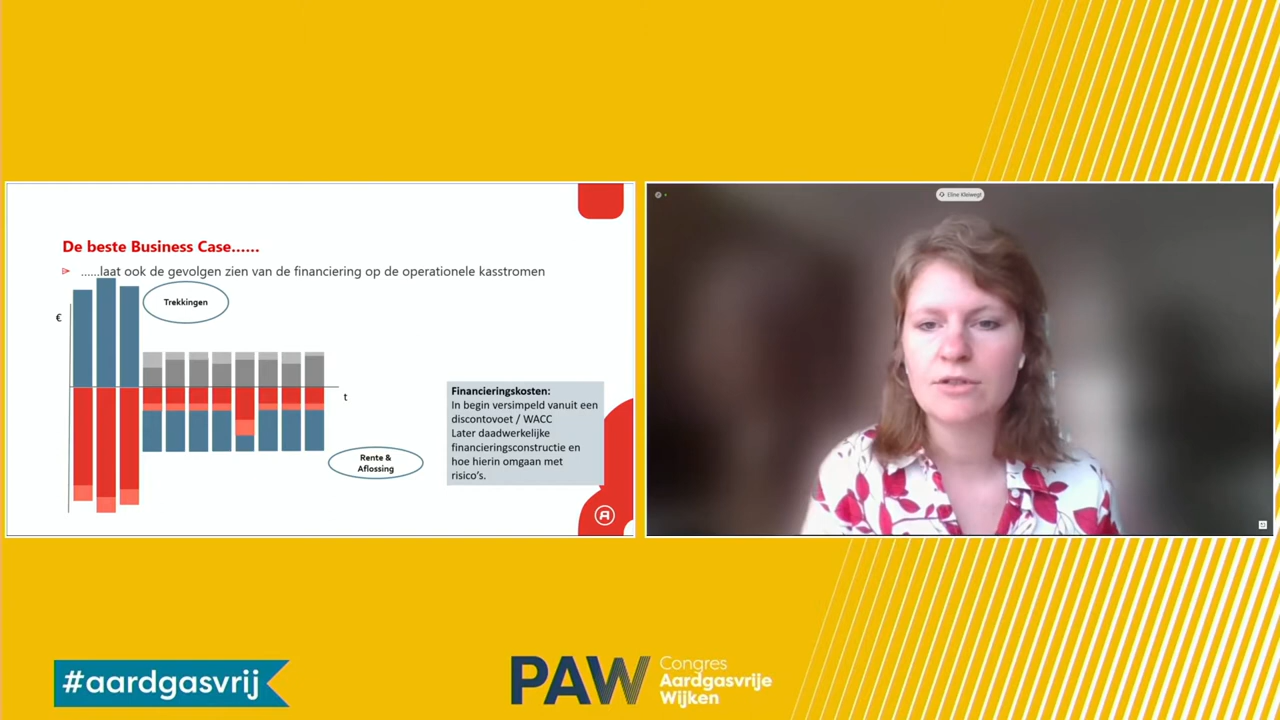 De beste Business Case......
......laat ook de gevolgen zien van de financiering op de operationele kasstromen
Trekkingen
€
t
Rente &
Aflossing
Financieringskosten:
In begin versimpeld vanuit een
discontovoet / WACC
Later daadwerkelijke
financieringsconstructie en
hoe hierin omgaan met
risico's.
Eline Kleiwegt
#aardgasvrij
PAW
Congres
Aardgasvrije
Wijken